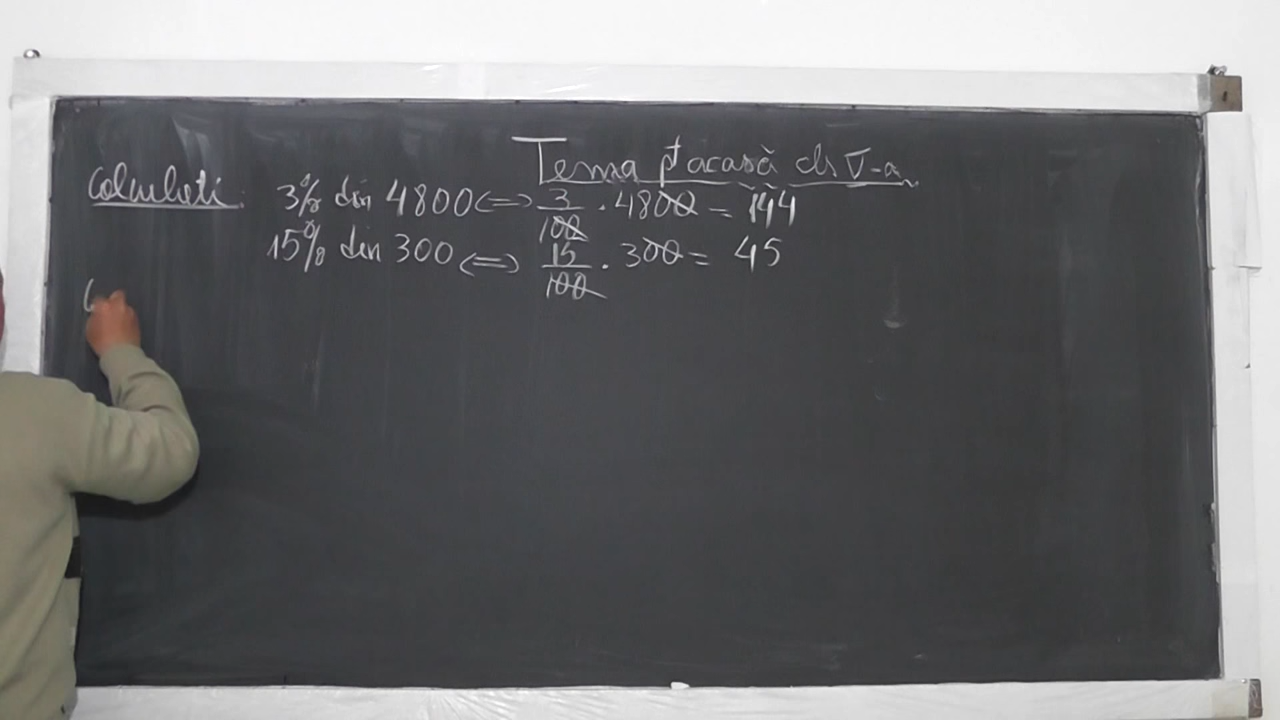 Tema pt acasă cls V-a
Calculați: 3% din 4800 <=> 3/100 · 4800 = 144
15% din 300 <=> 15/100 · 300 = 45